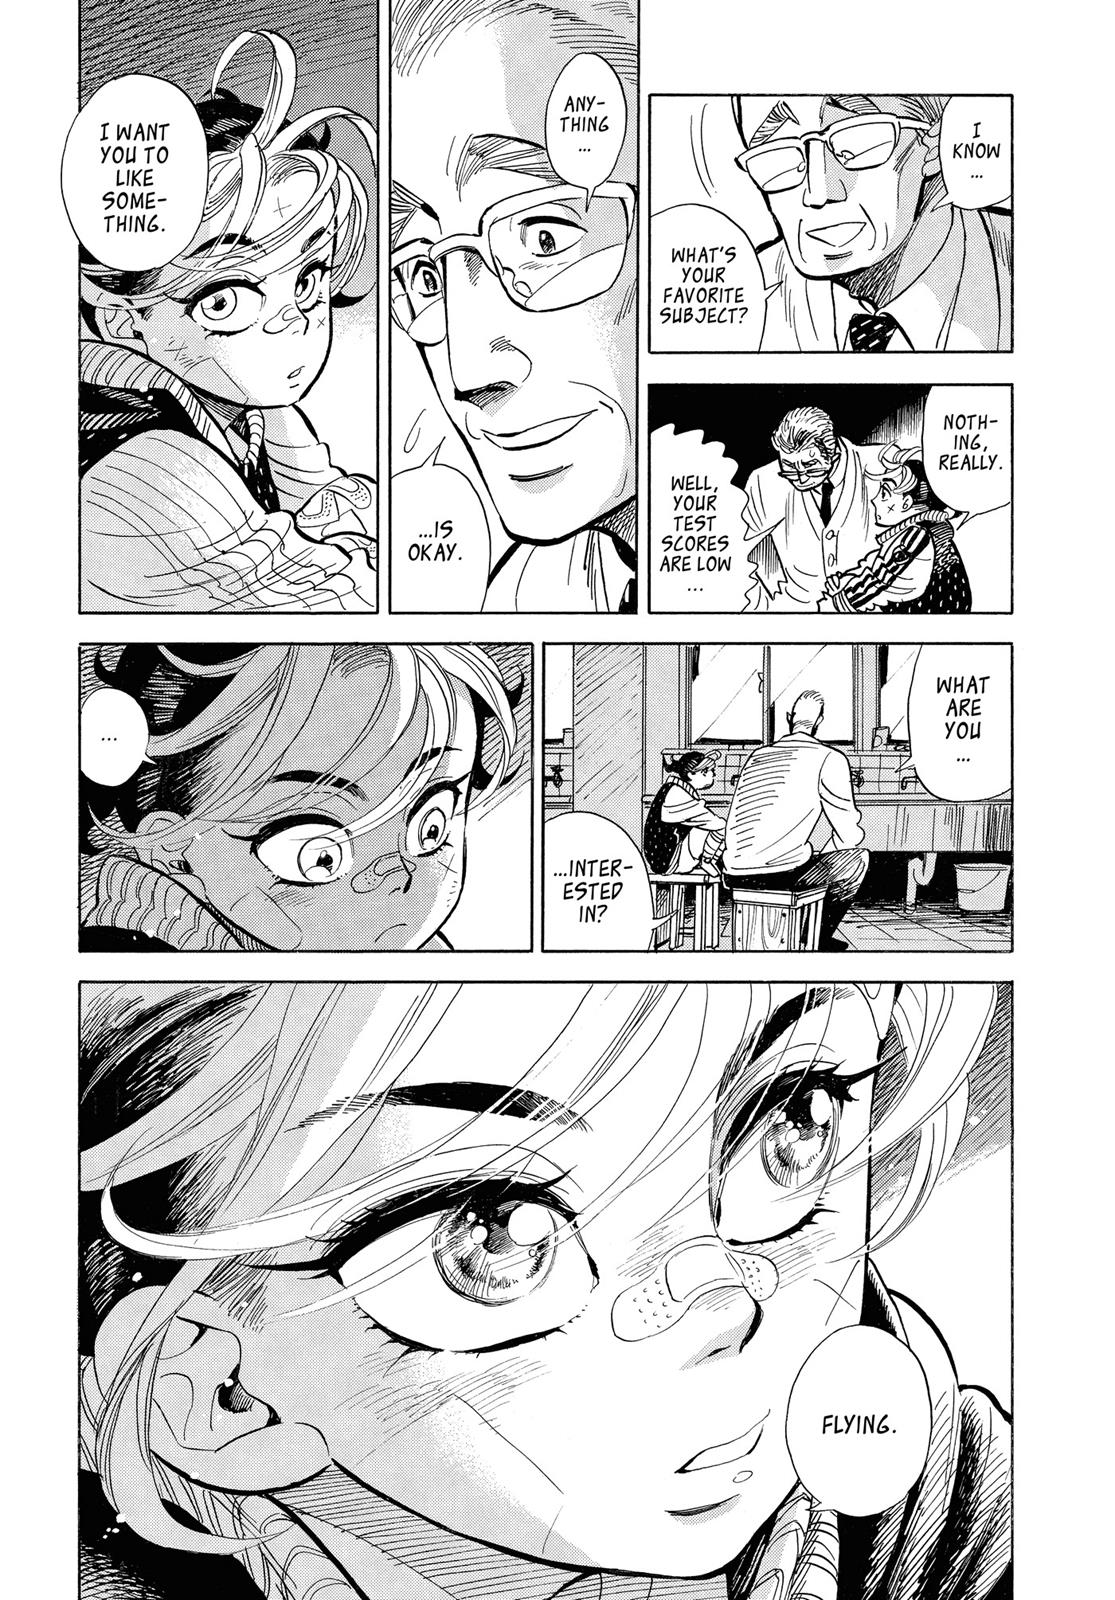 I
KNOW
...
WHAT'S
YOUR
FAVORITE
SUBJECT?
NOTH-
ING,
REALLY.
WELL,
YOUR
TEST
SCORES
ARE LOW
...
ANY-
THING
...
...IS
OKAY.
I WANT
YOU TO
LIKE
SOME-
THING.
WHAT
ARE
YOU
...
...INTER-
ESTED
IN?
...
FLYING.